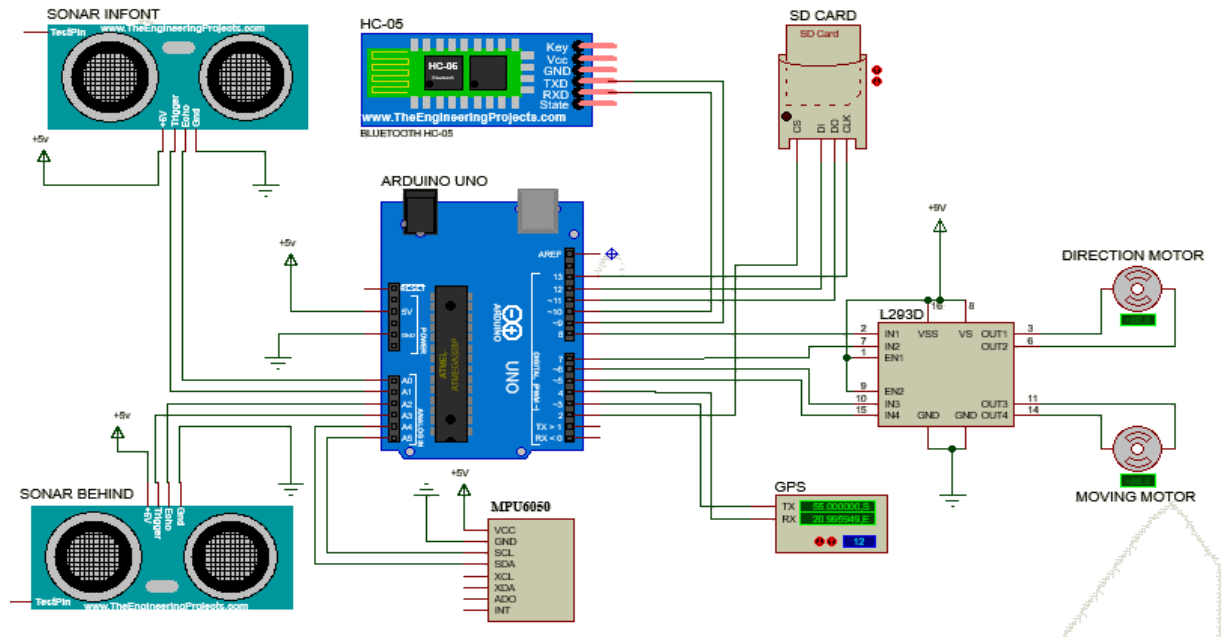 SONAR INFONT
TestPin
www.TheEngineeringProjects.com
+5V
Trigger
Echo
Gnd
+5v
HC-05
HC-05
Key
Vcc
GND
TXD
RXD
State
www.TheEngineeringProjects.com
BLUETOOTH HC-05
SD CARD
SD Card
CS
DI
DO
CLK
ARDUINO UNO
+5v
RESET
5V
GND
POWER
A0
A1
A2
A3
A4
A5
ANALOG IN
ATMEL
ATMEGA328P
ARDUINO
UNO
AREF
13
12
~11
~10
~9
8
7
~6
~5
4
~3
2
TX > 1
RX < 0
DIGITAL (PWM ~)
+9V
L293D
16
8
2
7
1
9
10
15
IN1
IN2
EN1
EN2
IN3
IN4
VSS
VS
OUT1
OUT2
OUT3
OUT4
GND
GND
3
6
11
14
DIRECTION MOTOR
MOVING MOTOR
+5v
SONAR BEHIND
+5V
Trigger
Echo
Gnd
TestPin
www.TheEngineeringProjects.com
+5V
MPU6050
VCC
GND
SCL
SDA
XCL
XDA
ADO
INT
GPS
TX
RX
20.995949,E
12